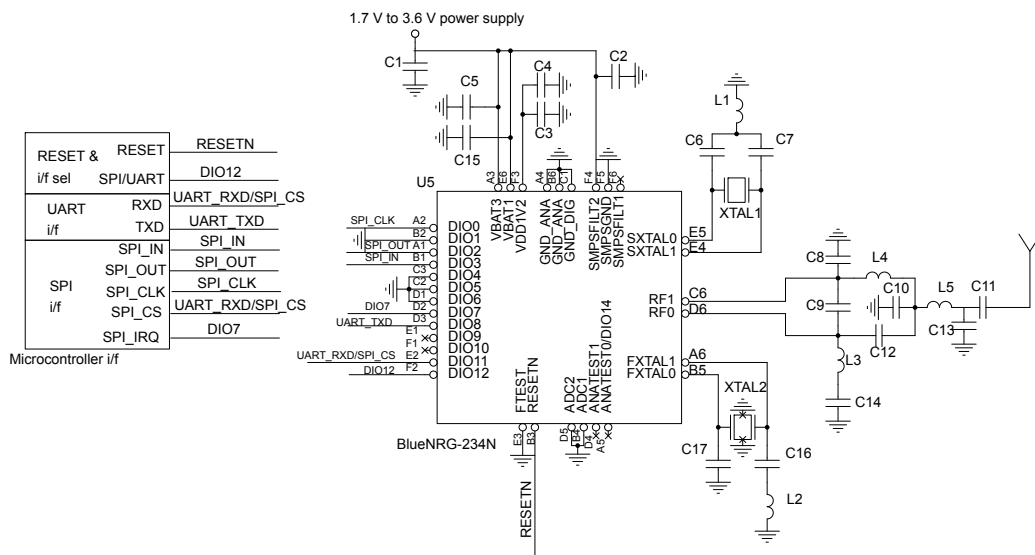 1.7 V to 3.6 V power supply
C1
C2
C4
C5
C3
C15
L1
C6
C7
XTAL1
RESET & i/f sel
RESET
RESETN
SPI/UART
DIO12
UART i/f
RXD
UART_RXD/SPI_CS
TXD
UART_TXD
SPI i/f
SPI_IN
SPI_IN
SPI_OUT
SPI_OUT
SPI_CLK
SPI_CLK
SPI_CS
UART_RXD/SPI_CS
SPI_IRQ
DIO7
Microcontroller i/f
U5
A3
E6
F3
A4
B6
C1
F4
F5
F6
VBAT3
VBAT1
VDD1V2
GND_ANA
GND_ANA
GND_DIG
SMPSFILT2
SMPSGND
SMPSFILT1
SPI_CLK A2 DIO0
B2 DIO1
SPI_OUT A1 DIO2
SPI_IN B1 DIO3
C3 DIO4
C2 DIO5
D1 DIO6
DIO7 D2 DIO7
UART_TXD D3 DIO8
E1 DIO9
F1 DIO10
UART_RXD/SPI_CS E2 DIO11
DIO12 F2 DIO12
SXTAL0 E5
SXTAL1 E4
RF1 C6
RF0 D6
FXTAL1 A6
FXTAL0 B5
FTEST
RESETN
ADC2
ADC1
ANATEST1
ANATEST0/DIO14
E3
B3
D5
B4
D4
A5
BlueNRG-234N
RESETN
C8
L4
C9
C10
L5
C11
C13
C12
L3
C14
XTAL2
C17
C16
L2